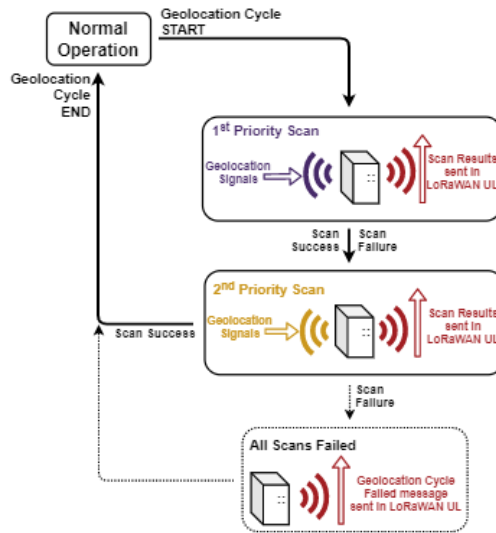 Normal
Operation
Geolocation Cycle
START
Geolocation
Cycle
END
1st Priority Scan
Geolocation
Signals
Scan Results
sent in
LoRaWAN UL
Scan
Success
Scan
Failure
2nd Priority Scan
Geolocation
Signals
Scan Results
sent in
LoRaWAN UL
Scan Success
Scan
Failure
All Scans Failed
Geolocation Cycle
Failed message
sent in LoRaWAN UL